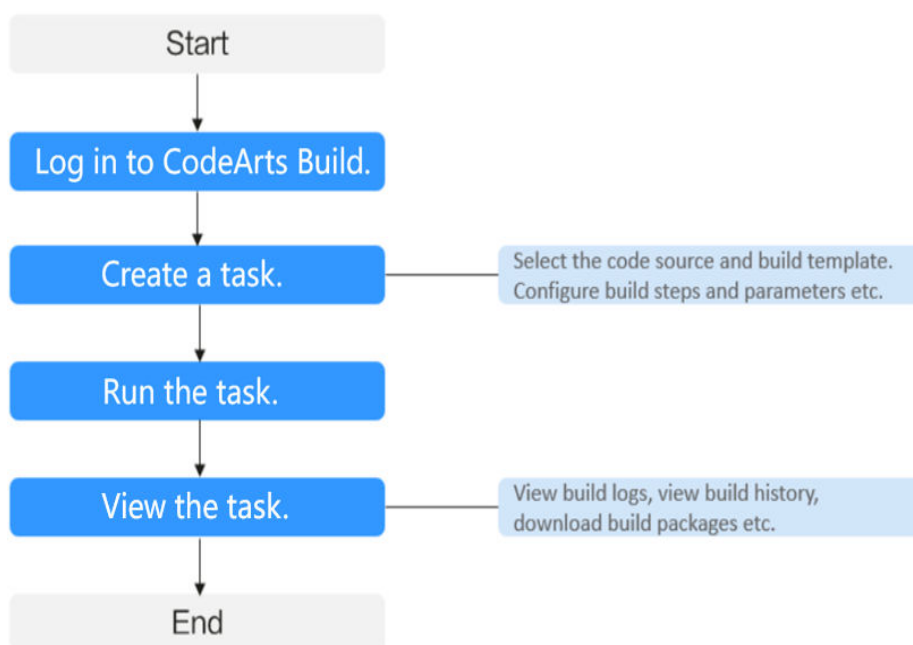 Start
Log in to CodeArts Build.
Create a task.
Select the code source and build template.
Configure build steps and parameters etc.
Run the task.
View the task.
View build logs, view build history,
download build packages etc.
End